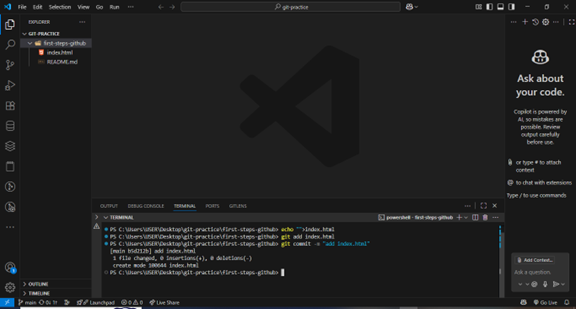 File Edit Selection View Go Run ...
git-practice
EXPLORER
GIT-PRACTICE
first-steps-github
index.html
README.md
OUTLINE
TIMELINE
OUTPUT DEBUG CONSOLE TERMINAL PORTS GITLENS
TERMINAL
powershell - first-steps-github
PS C:\Users\USER\Desktop\git-practice\first-steps-github> echo "">index.html
PS C:\Users\USER\Desktop\git-practice\first-steps-github> git add index.html
PS C:\Users\USER\Desktop\git-practice\first-steps-github> git commit -m "add index.html"
[main b5d212b] add index.html
1 file changed, 0 insertions(+), 0 deletions(-)
create mode 100644 index.html
PS C:\Users\USER\Desktop\git-practice\first-steps-github>
Ask about
your code.
Copilot is powered by
AI, so mistakes are
possible. Review
output carefully
before use.
or type # to attach
context
@ to chat with extensions
Type / to use commands
Add Context...
Ask a question.
main
Launchpad
0 0
Live Share
Go Live